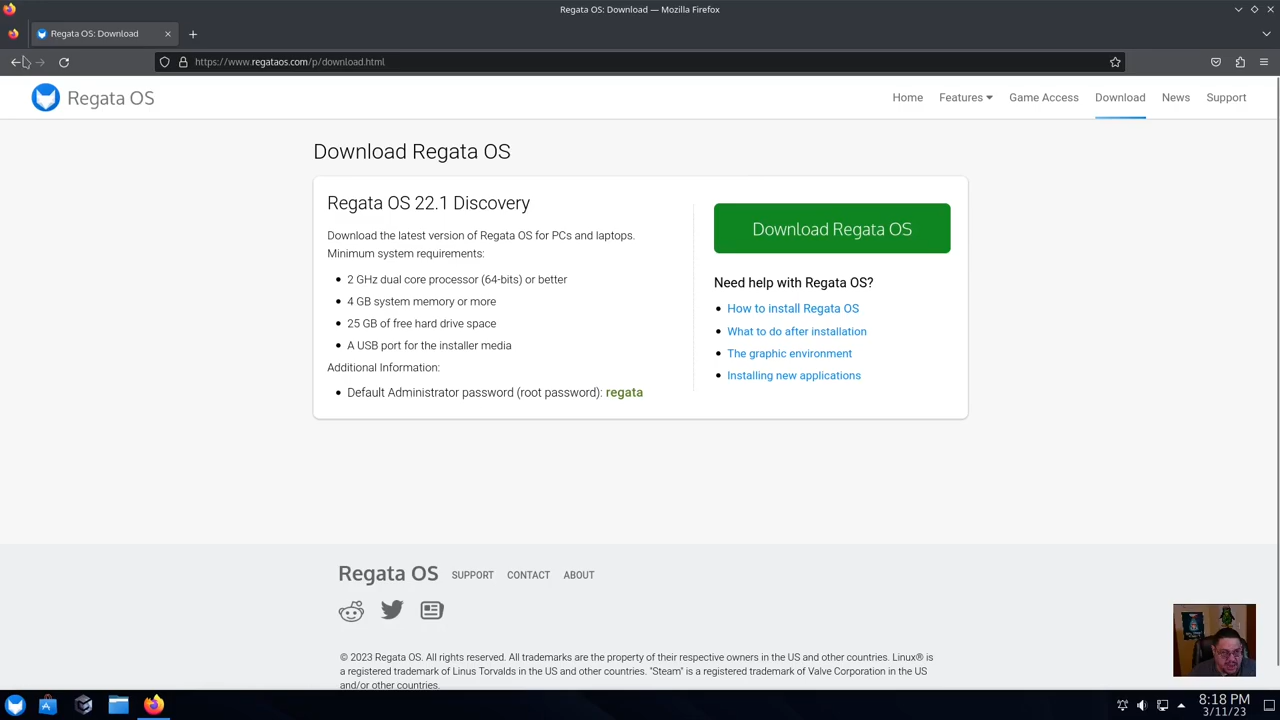 Regata OS: Download — Mozilla Firefox
Regata OS: Download
https://www.regataos.com/p/download.html
Regata OS
Home
Features
Game Access
Download
News
Support
Download Regata OS
Regata OS 22.1 Discovery
Download the latest version of Regata OS for PCs and laptops.
Minimum system requirements:
2 GHz dual core processor (64-bits) or better
4 GB system memory or more
25 GB of free hard drive space
A USB port for the installer media
Additional Information:
Default Administrator password (root password): regata
Download Regata OS
Need help with Regata OS?
How to install Regata OS
What to do after installation
The graphic environment
Installing new applications
Regata OS
SUPPORT
CONTACT
ABOUT
© 2023 Regata OS. All rights reserved. All trademarks are the property of their respective owners in the US and other countries. Linux® is
a registered trademark of Linus Torvalds in the US and other countries. "Steam" is a registered trademark of Valve Corporation in the US
and/or other countries.
8:18 PM
3/11/23